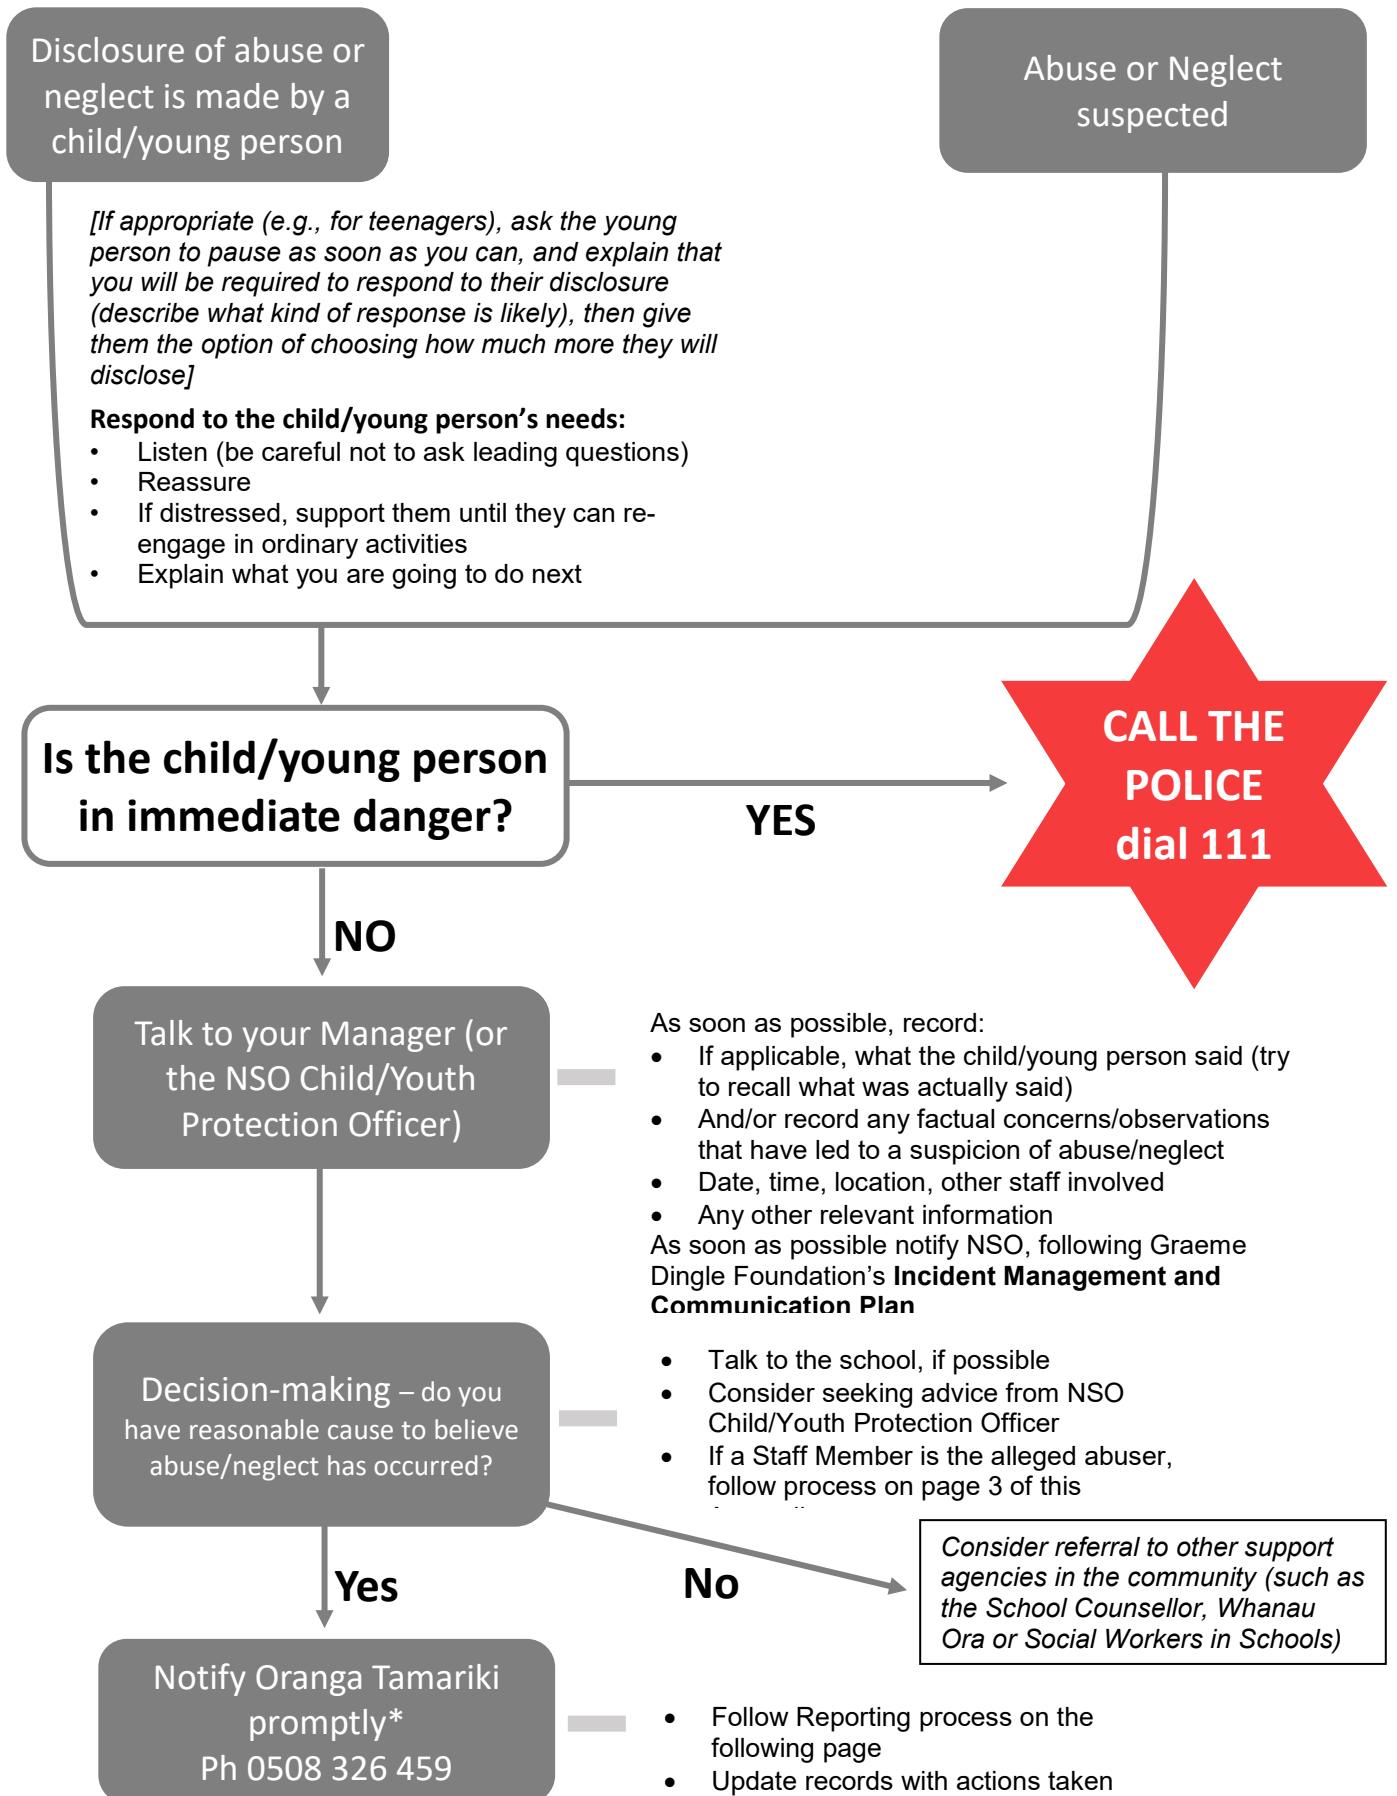 Disclosure of abuse or
neglect is made by a
child/young person
Abuse or Neglect
suspected
[If appropriate (e.g., for teenagers), ask the young
person to pause as soon as you can, and explain that
you will be required to respond to their disclosure
(describe what kind of response is likely), then give
them the option of choosing how much more they will
disclose]
Respond to the child/young person’s needs:
• Listen (be careful not to ask leading questions)
• Reassure
• If distressed, support them until they can re-
engage in ordinary activities
• Explain what you are going to do next
Is the child/young person
in immediate danger?
YES
CALL THE
POLICE
dial 111
NO
Talk to your Manager (or
the NSO Child/Youth
Protection Officer)
As soon as possible, record:
• If applicable, what the child/young person said (try
to recall what was actually said)
• And/or record any factual concerns/observations
that have led to a suspicion of abuse/neglect
• Date, time, location, other staff involved
• Any other relevant information
As soon as possible notify NSO, following Graeme
Dingle Foundation’s Incident Management and
Communication Plan
Decision-making – do you
have reasonable cause to believe
abuse/neglect has occurred?
• Talk to the school, if possible
• Consider seeking advice from NSO
Child/Youth Protection Officer
• If a Staff Member is the alleged abuser,
follow process on page 3 of this
Yes
No
Consider referral to other support
agencies in the community (such as
the School Counsellor, Whanau
Ora or Social Workers in Schools)
Notify Oranga Tamariki
promptly*
Ph 0508 326 459
• Follow Reporting process on the
following page
• Update records with actions taken